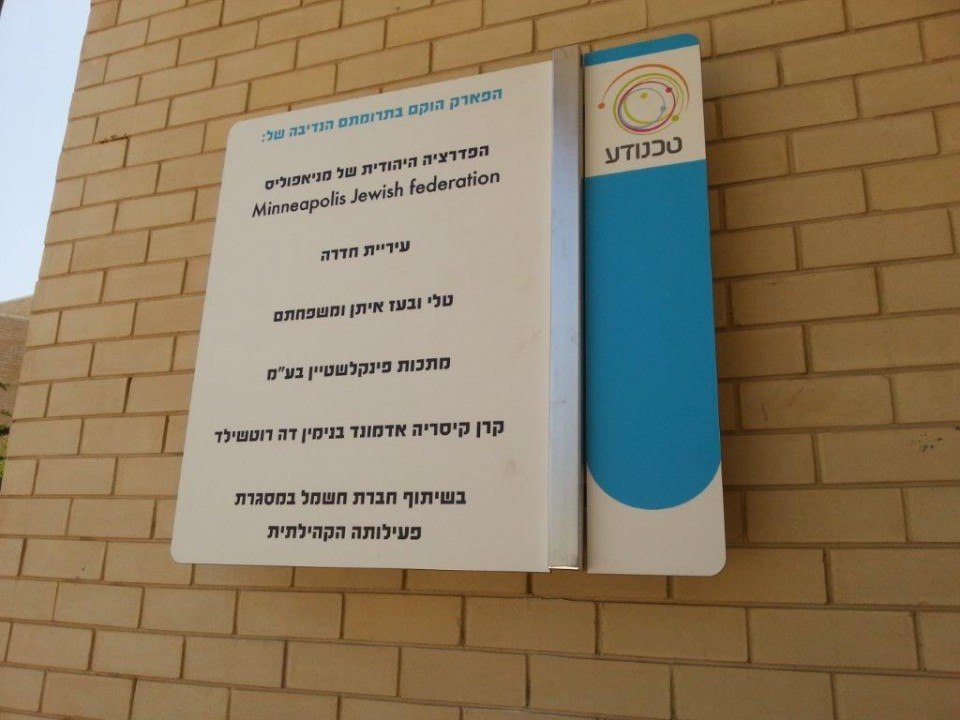 הפארק הוקם בתרומתם הנדיבה של:
הפדרציה היהודית של מניאפוליס
Minneapolis Jewish federation
עיריית חדרה
טלי ובעז איתן ומשפחתם
מתכות פינקלשטיין בע"מ
קרן קיסריה אדמונד בנימין דה רוטשילד
בשיתוף חברת חשמל במסגרת
פעילותה הקהילתית
טכנודע